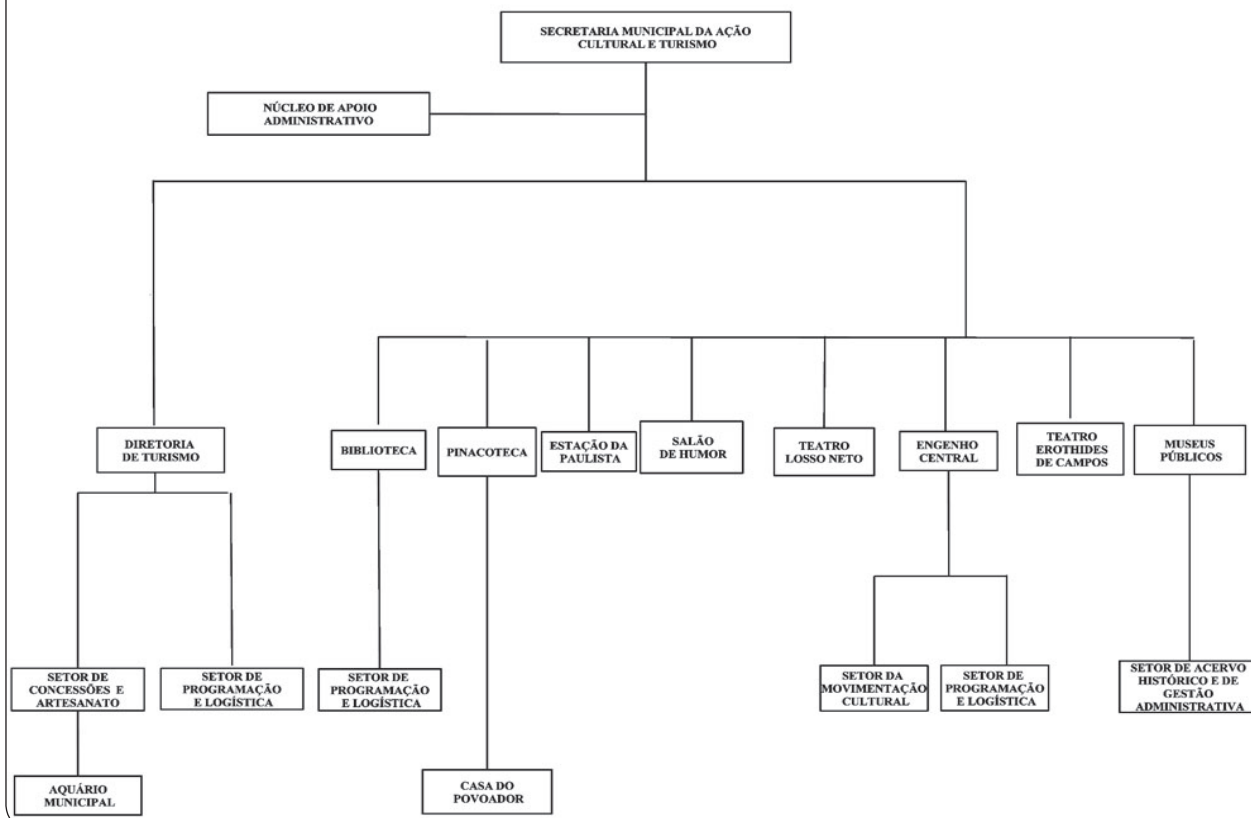 SECRETARIA MUNICIPAL DA AÇÃO
CULTURAL E TURISMO
NÚCLEO DE APOIO
ADMINISTRATIVO
DIRETORIA
DE TURISMO
BIBLIOTECA
PINACOTECA
ESTAÇÃO DA
PAULISTA
SALÃO
DE HUMOR
TEATRO
LOSSO NETO
ENGENHO
CENTRAL
TEATRO
EROTHIDES
DE CAMPOS
MUSEUS
PÚBLICOS
SETOR DE
CONCESSÕES E
ARTESANATO
SETOR DE
PROGRAMAÇÃO
E LOGÍSTICA
SETOR DE
PROGRAMAÇÃO
E LOGÍSTICA
SETOR DA
MOVIMENTAÇÃO
CULTURAL
SETOR DE
PROGRAMAÇÃO
E LOGÍSTICA
SETOR DE ACERVO
HISTÓRICO E DE
GESTÃO
ADMINISTRATIVA
AQUÁRIO
MUNICIPAL
CASA DO
POVOADOR